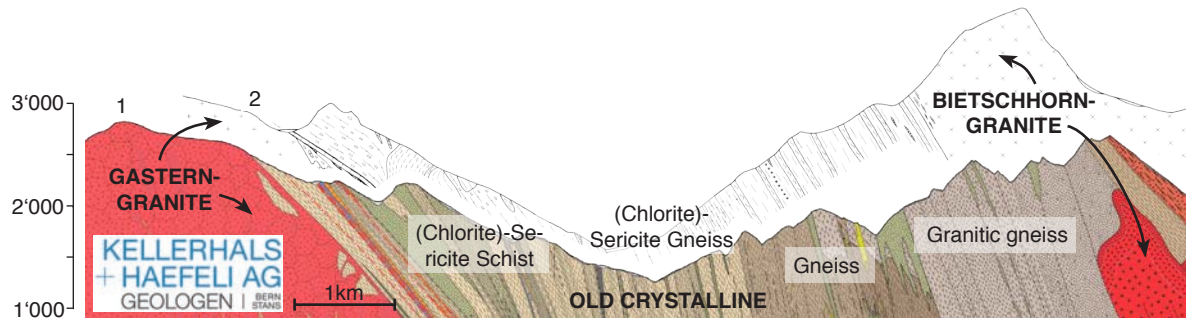 3'000
1
2
BIETSCHHORN-
GRANITE
GASTERN-
GRANITE
2'000
(Chlorite)-Se-
ricite Schist
(Chlorite)-
Sericite Gneiss
Gneiss
Granitic gneiss
KELLERHALS
+ HAEFELI AG
GEOLOGEN | BERN
STANS
1km
OLD CRYSTALLINE
1'000